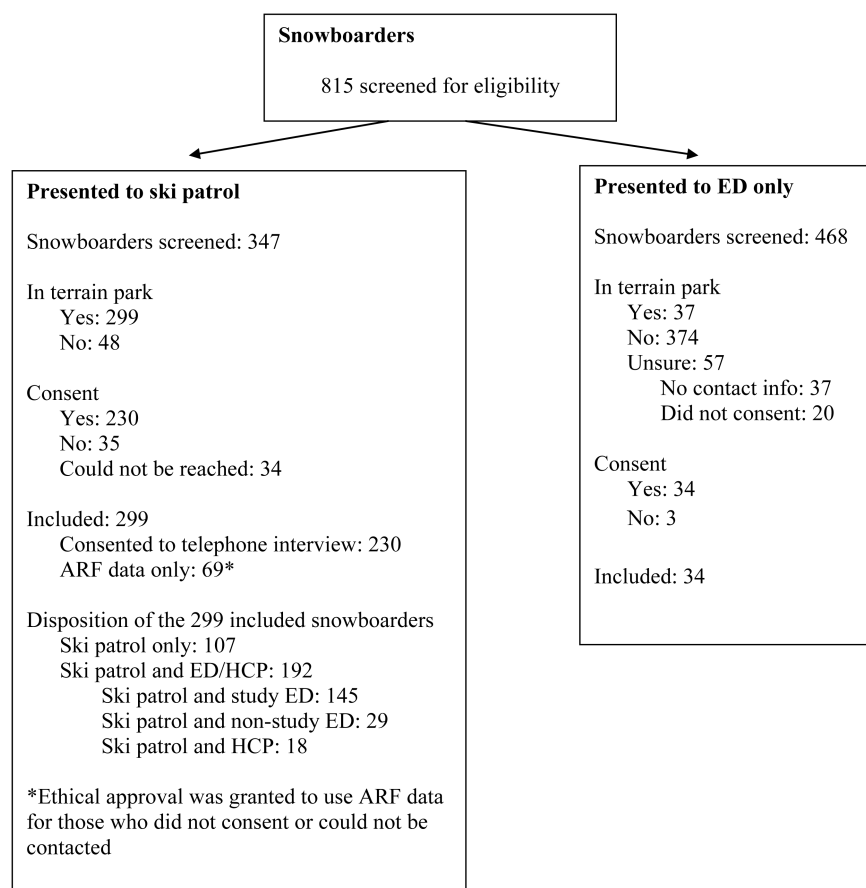 Snowboarders
815 screened for eligibility
Presented to ski patrol
Snowboarders screened: 347
In terrain park
Yes: 299
No: 48
Consent
Yes: 230
No: 35
Could not be reached: 34
Included: 299
Consented to telephone interview: 230
ARF data only: 69*
Disposition of the 299 included snowboarders
Ski patrol only: 107
Ski patrol and ED/HCP: 192
Ski patrol and study ED: 145
Ski patrol and non-study ED: 29
Ski patrol and HCP: 18
*Ethical approval was granted to use ARF data
for those who did not consent or could not be
contacted
Presented to ED only
Snowboarders screened: 468
In terrain park
Yes: 37
No: 374
Unsure: 57
No contact info: 37
Did not consent: 20
Consent
Yes: 34
No: 3
Included: 34